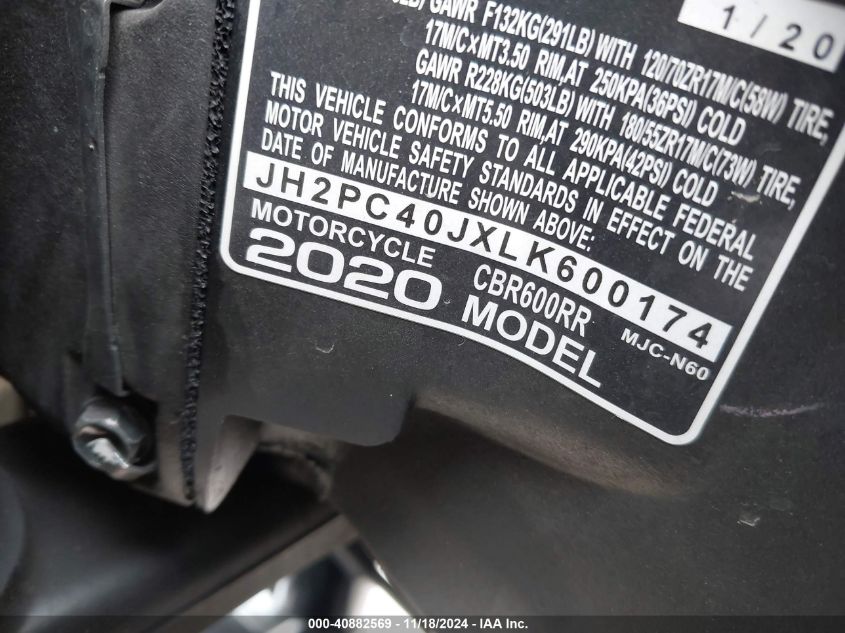 1/20
GAWR F132KG(291LB) WITH 120/70ZR17M/C(58W) TIRE,
17M/CxMT3.50 RIM, AT 250KPA(36PSI) COLD
GAWR R228KG(503LB) WITH 180/55ZR17M/C(73W) TIRE,
17M/CxMT5.50 RIM, AT 290KPA(42PSI) COLD
THIS VEHICLE CONFORMS TO ALL APPLICABLE FEDERAL
MOTOR VEHICLE SAFETY STANDARDS IN EFFECT ON THE
DATE OF MANUFACTURE SHOWN ABOVE:
JH2PC40JXLK600174
MOTORCYCLE CBR600RR MJC-N60
2020 MODEL
000-40882569 - 11/18/2024 - IAA Inc.